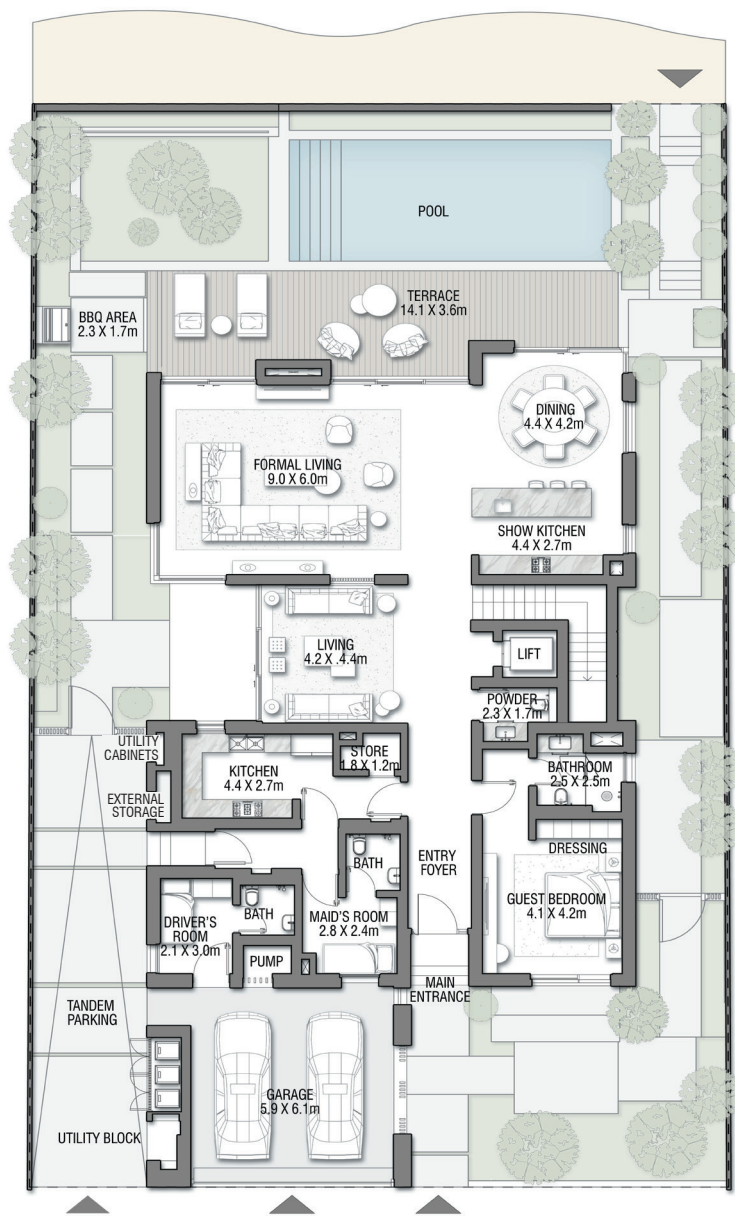 POOL
TERRACE
14.1 X 3.6m
BBQ AREA
2.3 X 1.7m
DINING
4.4 X 4.2m
FORMAL LIVING
9.0 X 6.0m
SHOW KITCHEN
4.4 X 2.7m
LIVING
4.2 X .4.4m
LIFT
POWDER
2.3 X 1.7m
UTILITY
CABINETS
STORE
1.8 X 1.2m
KITCHEN
4.4 X 2.7m
BATHROOM
2.5 X 2.5m
EXTERNAL
STORAGE
DRESSING
BATH
ENTRY
FOYER
GUEST BEDROOM
4.1 X 4.2m
DRIVER'S
ROOM
2.1 X 3.0m
BATH
MAID'S ROOM
2.8 X 2.4m
PUMP
MAIN
ENTRANCE
TANDEM
PARKING
GARAGE
5.9 X 6.1m
UTILITY BLOCK